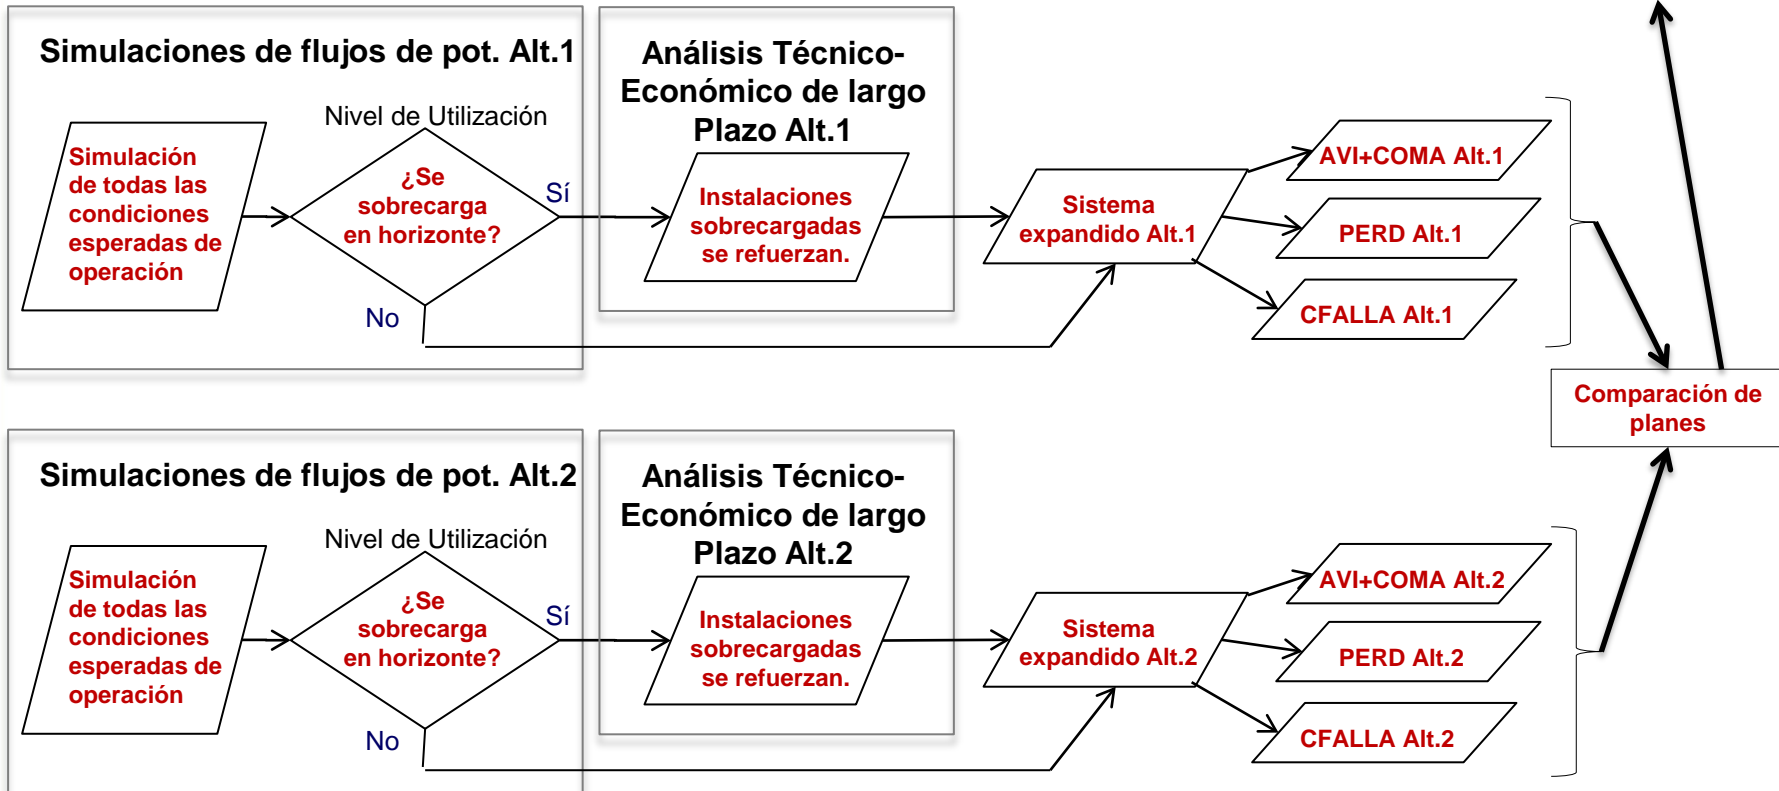 Simulaciones de flujos de pot. Alt.1
Nivel de Utilización
Simulación
de todas las
condiciones
esperadas de
operación
¿Se
sobrecarga
en horizonte?
Sí
No
Análisis Técnico-
Económico de largo
Plazo Alt.1
Instalaciones
sobrecargadas
se refuerzan.
Sistema
expandido Alt.1
AVI+COMA Alt.1
PERD Alt.1
CFALLA Alt.1
Comparación de
planes
Simulaciones de flujos de pot. Alt.2
Nivel de Utilización
Simulación
de todas las
condiciones
esperadas de
operación
¿Se
sobrecarga
en horizonte?
Sí
No
Análisis Técnico-
Económico de largo
Plazo Alt.2
Instalaciones
sobrecargadas
se refuerzan.
Sistema
expandido Alt.2
AVI+COMA Alt.2
PERD Alt.2
CFALLA Alt.2